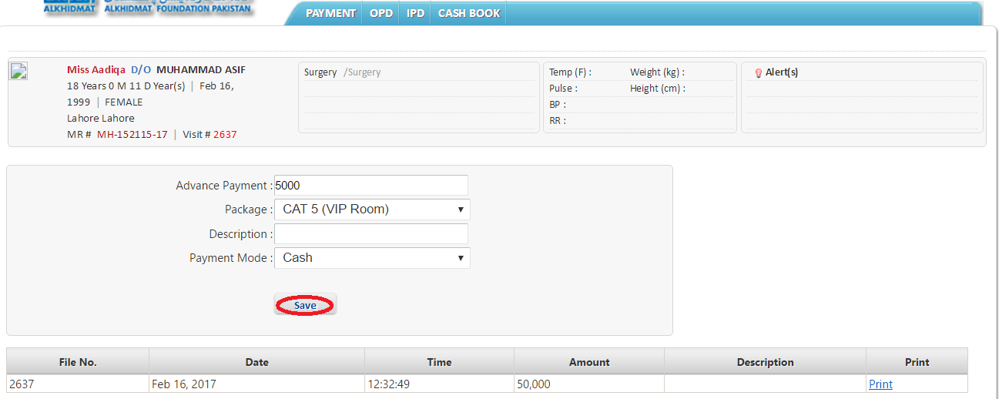 ALKHIDMAT ALKHIDMAT FOUNDATION PAKISTAN
PAYMENT OPD IPD CASH BOOK
Miss Aadiqa D/O MUHAMMAD ASIF
18 Years 0 M 11 D Year(s) | Feb 16,
1999 | FEMALE
Lahore Lahore
MR # MH-152115-17 | Visit # 2637
Surgery /Surgery
Temp (F) : Weight (kg) :
Pulse : Height (cm) :
BP :
RR :
Alert(s)
Advance Payment : 5000
Package : CAT 5 (VIP Room)
Description :
Payment Mode : Cash
Save
File No. Date Time Amount Description Print
2637 Feb 16, 2017 12:32:49 50,000 Print